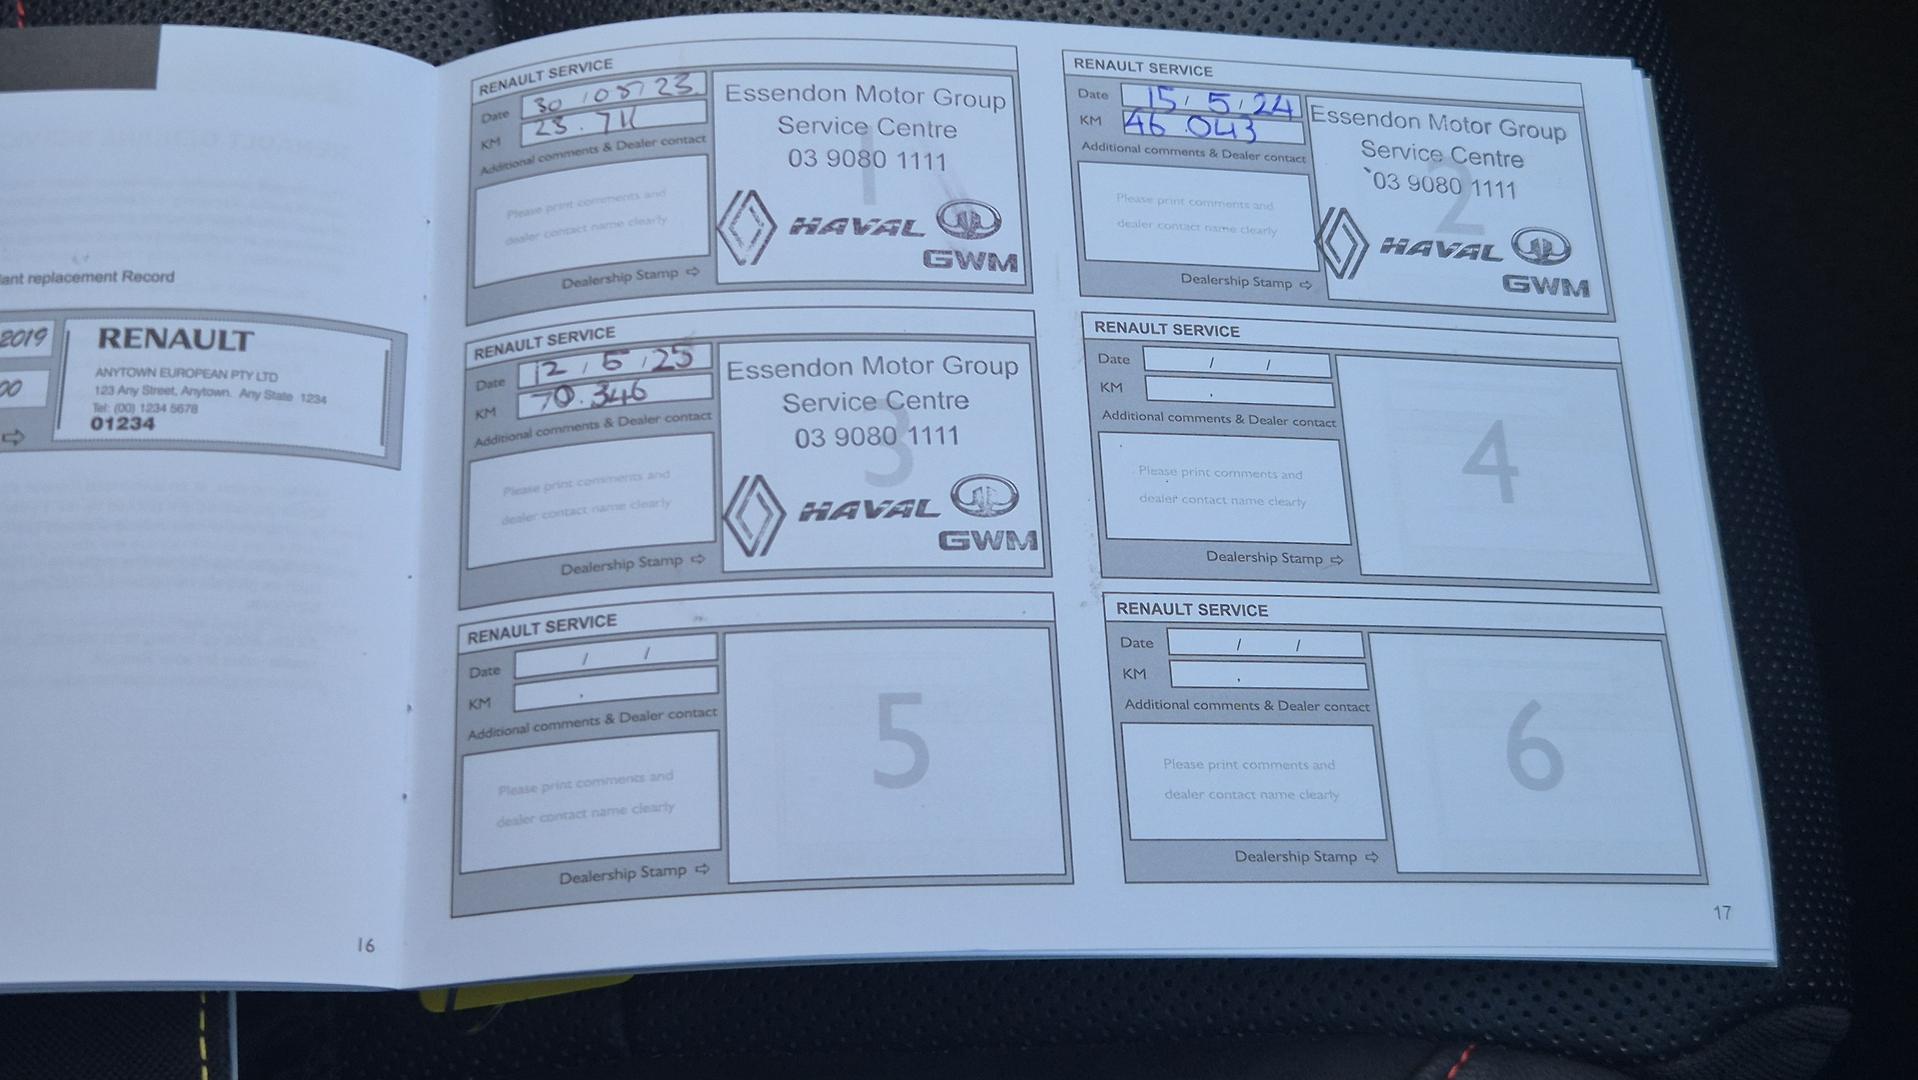 lant replacement Record
2019
00
RENAULT
ANYTOWN EUROPEAN PTY LTD
123 Any Street, Anytown. Any State 1234
Tel: (00) 1234 5678
01234
16
RENAULT SERVICE
Date 30 / 05 / 23
KM 23.711
Additional comments & Dealer contact
Please print comments and
dealer contact name clearly
Dealership Stamp ⇨
1
Essendon Motor Group
Service Centre
03 9080 1111
HAVAL
GWM
RENAULT SERVICE
Date 15 / 5 / 24
KM 46.043
Additional comments & Dealer contact
Please print comments and
dealer contact name clearly
Dealership Stamp ⇨
2
Essendon Motor Group
Service Centre
03 9080 1111
HAVAL
GWM
RENAULT SERVICE
Date 12 / 5 / 25
KM 70.346
Additional comments & Dealer contact
Please print comments and
dealer contact name clearly
Dealership Stamp ⇨
3
Essendon Motor Group
Service Centre
03 9080 1111
HAVAL
GWM
RENAULT SERVICE
Date / /
KM .
Additional comments & Dealer contact
Please print comments and
dealer contact name clearly
Dealership Stamp ⇨
4
RENAULT SERVICE
Date / /
KM .
Additional comments & Dealer contact
Please print comments and
dealer contact name clearly
Dealership Stamp ⇨
5
RENAULT SERVICE
Date / /
KM .
Additional comments & Dealer contact
Please print comments and
dealer contact name clearly
Dealership Stamp ⇨
6
17